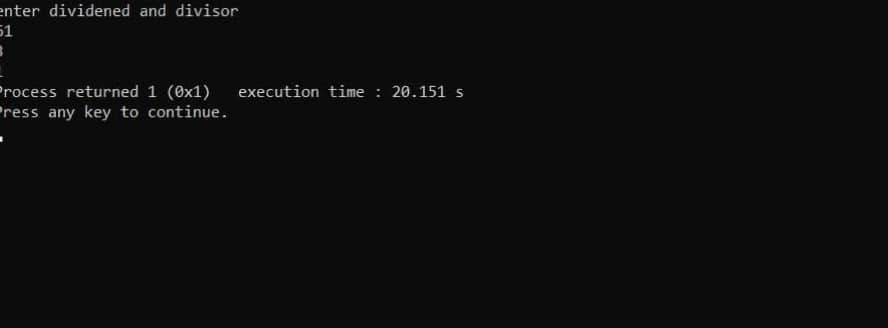 enter dividened and divisor
61
3
1
Process returned 1 (0x1)   execution time : 20.151 s
Press any key to continue.